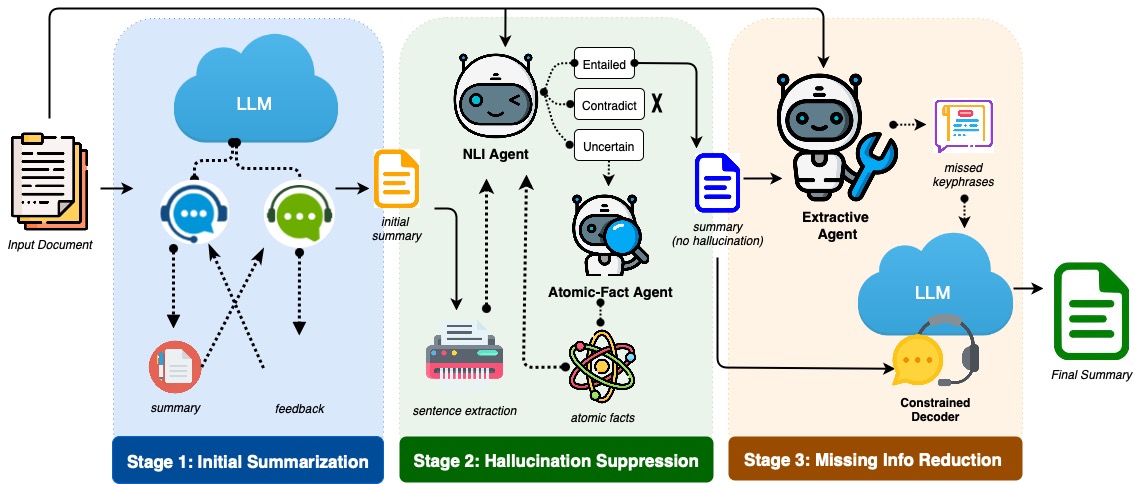 Input Document
LLM
summary
feedback
Stage 1: Initial Summarization
initial
summary
NLI Agent
Entailed
Contradict
X
Uncertain
Atomic-Fact Agent
sentence extraction
atomic facts
Stage 2: Hallucination Suppression
summary
(no hallucination)
Extractive
Agent
missed
keyphrases
LLM
Constrained
Decoder
Stage 3: Missing Info Reduction
Final Summary